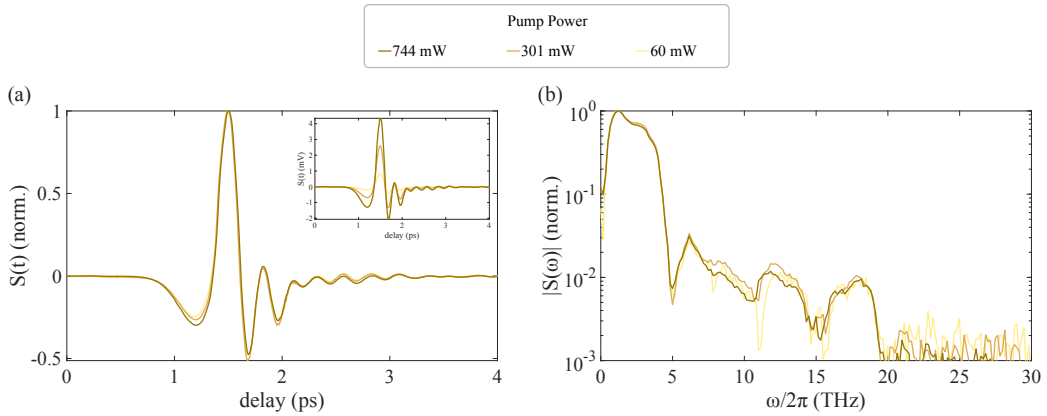 Pump Power
744 mW 301 mW 60 mW
(a)
S(t) (norm.)
1
0.5
0
-0.5
0 1 2 3 4
delay (ps)
S(t) (mV)
4
3
2
1
0
-1
-2
0 1 2 3 4
delay (ps)
(b)
|S(ω)| (norm.)
10^0
10^-1
10^-2
10^-3
0 5 10 15 20 25 30
ω/2π (THz)